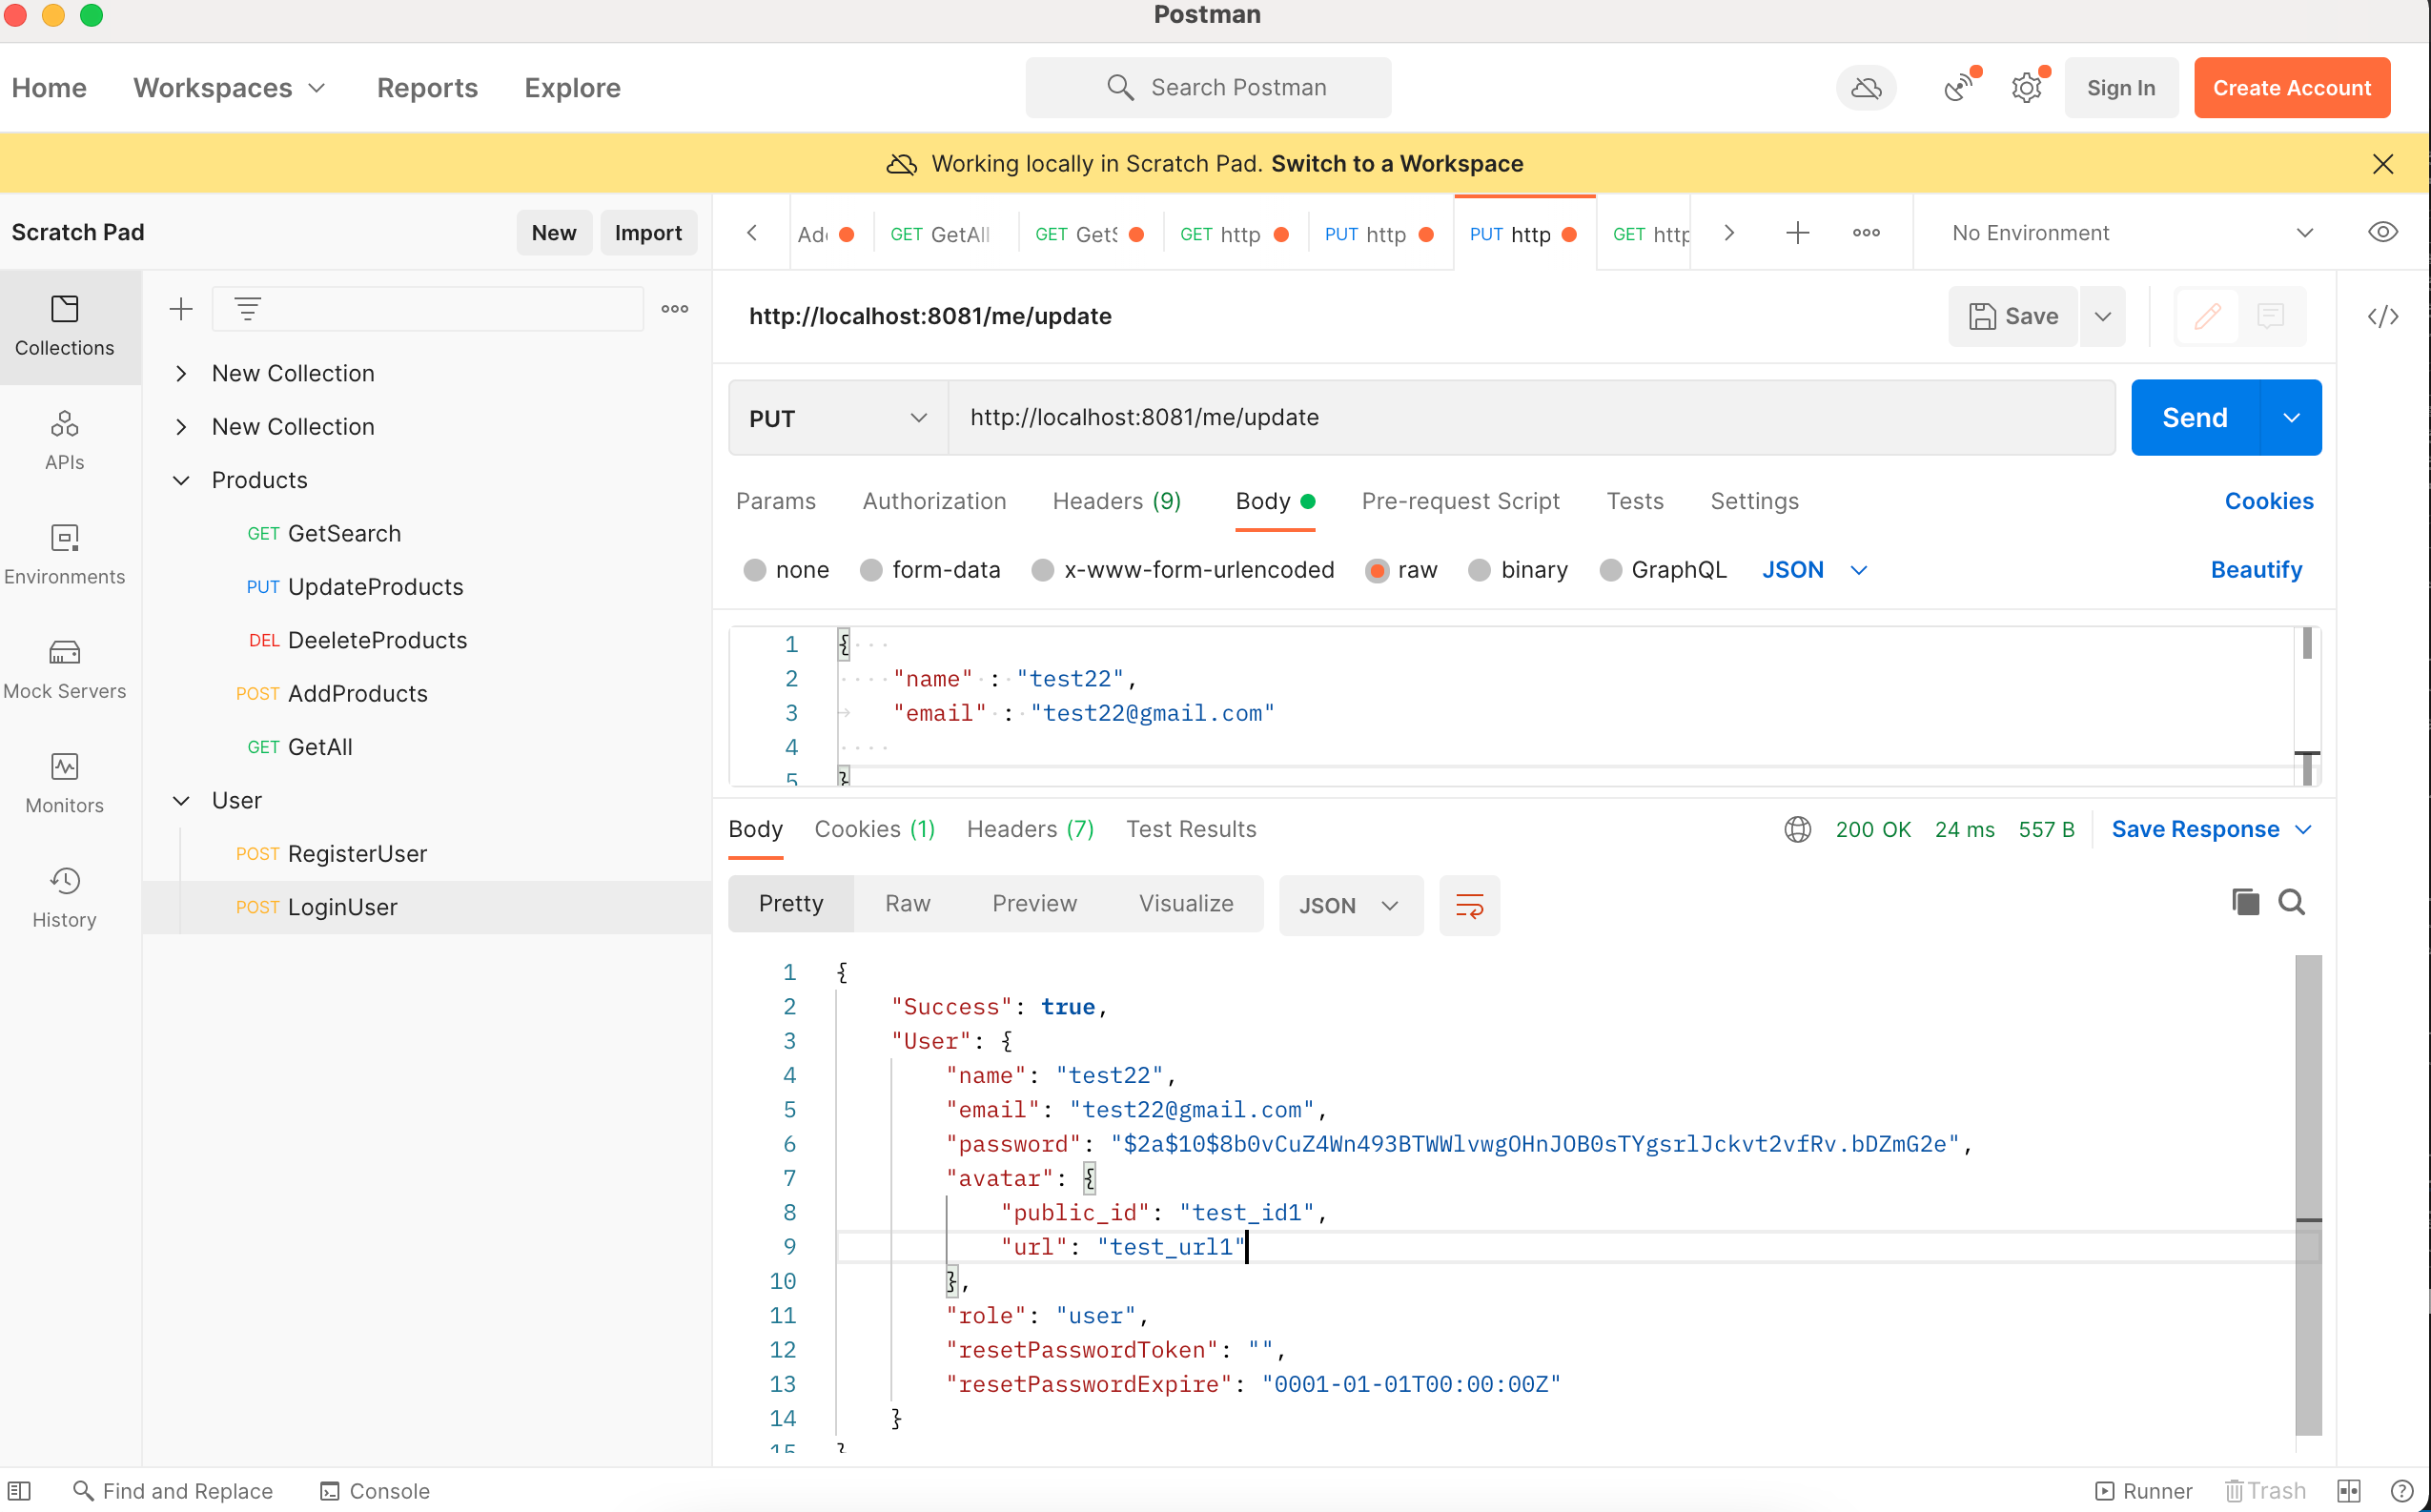 Postman
Home Workspaces Reports Explore Search Postman Sign In Create Account
Working locally in Scratch Pad. Switch to a Workspace
Scratch Pad New Import
GET GetAll GET GetS GET http PUT http PUT http GET http No Environment
Collections
APIs
Environments
Mock Servers
Monitors
History
New Collection
New Collection
Products
GET GetSearch
PUT UpdateProducts
DEL DeeleteProducts
POST AddProducts
GET GetAll
User
POST RegisterUser
POST LoginUser
http://localhost:8081/me/update Save </>
PUT http://localhost:8081/me/update Send
Params Authorization Headers (9) Body Pre-request Script Tests Settings Cookies
none form-data x-www-form-urlencoded raw binary GraphQL JSON Beautify
1 {
2 "name" : "test22",
3 "email" : "test22@gmail.com"
4
5 }
Body Cookies (1) Headers (7) Test Results 200 OK 24 ms 557 B Save Response
Pretty Raw Preview Visualize JSON
1 {
2 "Success": true,
3 "User": {
4 "name": "test22",
5 "email": "test22@gmail.com",
6 "password": "$2a$10$8b0vCuZ4Wn493BTWWlvwgOHnJOB0sTYgsrlJckvt2vfRv.bDZmG2e",
7 "avatar": {
8 "public_id": "test_id1",
9 "url": "test_url1"
10 },
11 "role": "user",
12 "resetPasswordToken": "",
13 "resetPasswordExpire": "0001-01-01T00:00:00Z"
14 }
15 }
Find and Replace Console Runner Trash